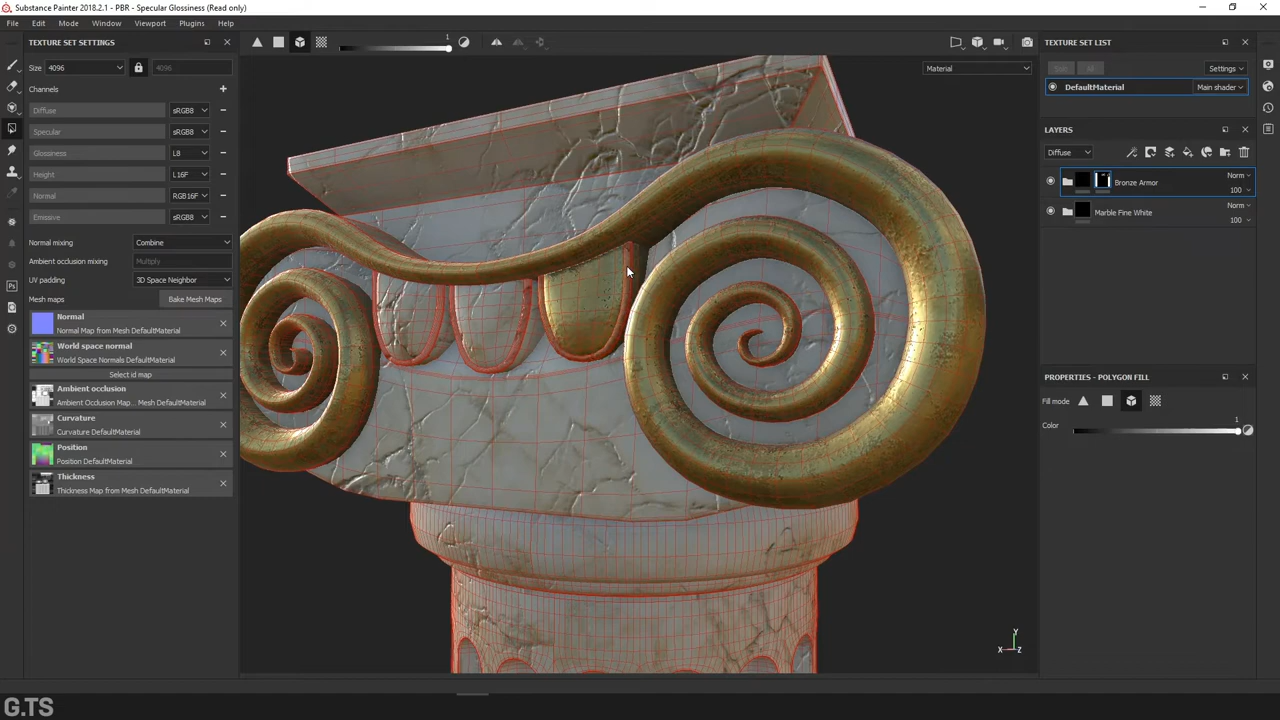 Substance Painter 2018.2.1 - PBR - Specular Glossiness (Read only)
File Edit Mode Window Viewport Plugins Help
TEXTURE SET SETTINGS
Size 4096 4096
Channels
Diffuse sRGB8
Specular sRGB8
Glossiness L8
Height L16F
Normal RGB16F
Emissive sRGB8
Normal mixing Combine
Ambient occlusion mixing Multiply
UV padding 3D Space Neighbor
Mesh maps Bake Mesh Maps
Normal
Normal Map from Mesh DefaultMaterial
World space normal
World Space Normals DefaultMaterial
Select id map
Ambient occlusion
Ambient Occlusion Map... Mesh DefaultMaterial
Curvature
Curvature DefaultMaterial
Position
Position DefaultMaterial
Thickness
Thickness Map from Mesh DefaultMaterial
1
Material
Y
X Z
TEXTURE SET LIST
Solo All Settings
DefaultMaterial Main shader
LAYERS
Diffuse
Bronze Armor Norm
100
Marble Fine White Norm
100
PROPERTIES - POLYGON FILL
Fill mode
Color 1
G.TS